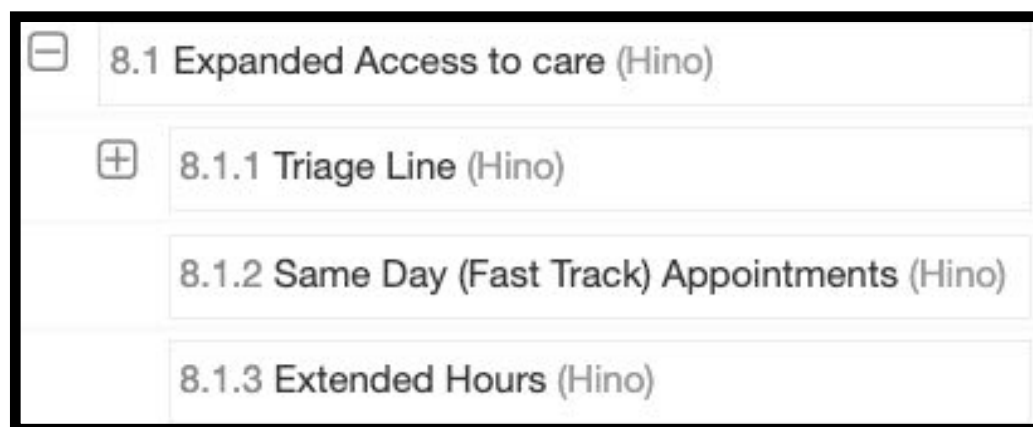 8.1 Expanded Access to care (Hino)
8.1.1 Triage Line (Hino)
8.1.2 Same Day (Fast Track) Appointments (Hino)
8.1.3 Extended Hours (Hino)